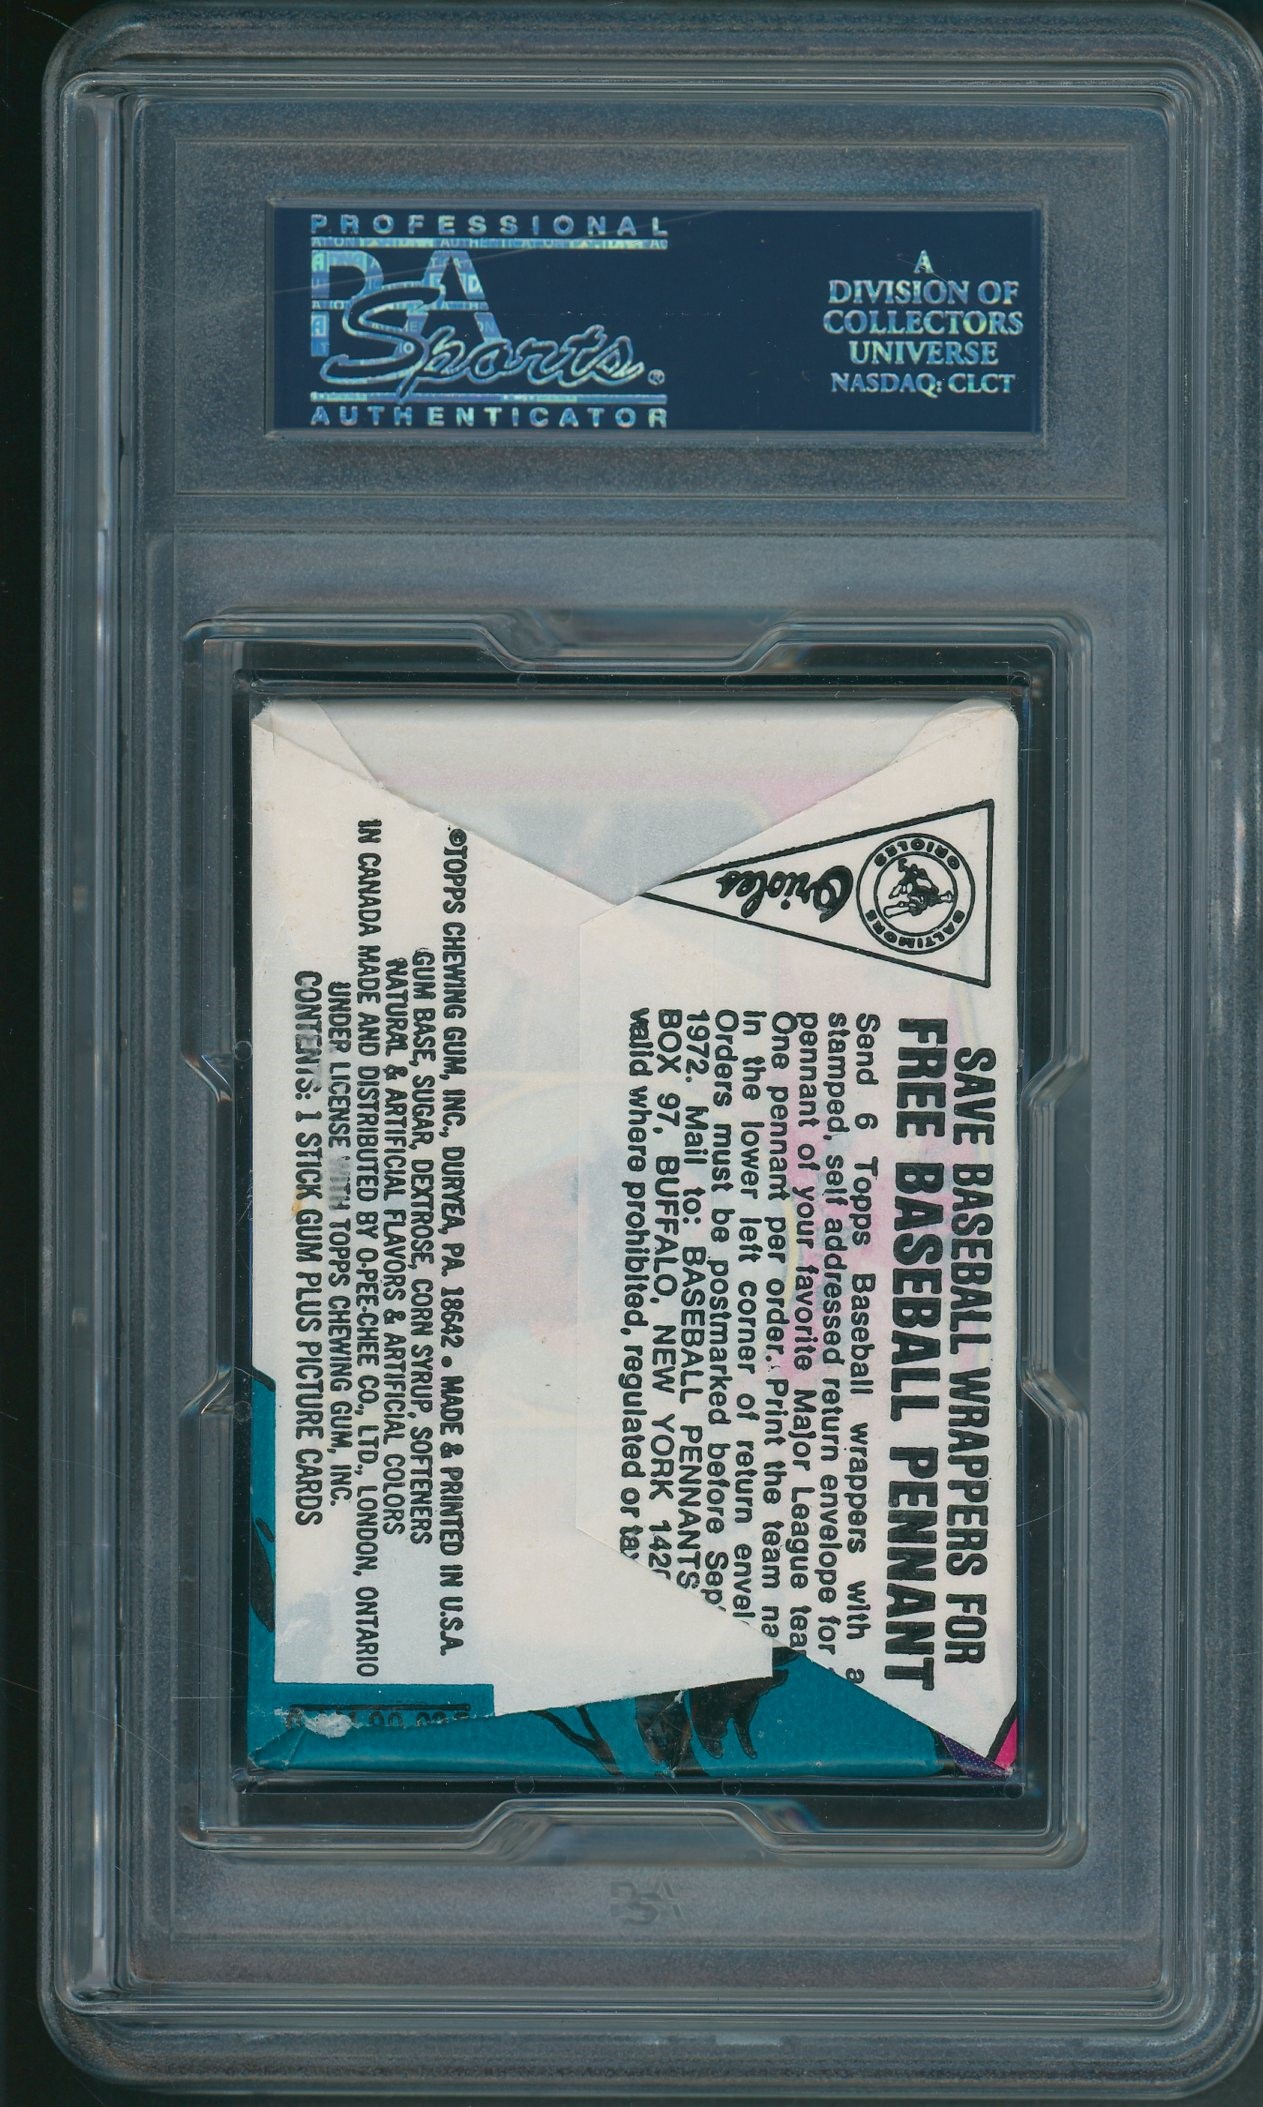 PROFESSIONAL
PSA
Sports®
AUTHENTICATOR
A
DIVISION OF
COLLECTORS
UNIVERSE
NASDAQ: CLCT
Orioles
BALTIMORE
ORIOLES
SAVE BASEBALL WRAPPERS FOR
FREE BASEBALL PENNANT
Send 6 Topps Baseball wrappers with a
stamped, self addressed return envelope for
pennant of your favorite Major League
One pennant per order. Print the team
in the lower left corner of return
Orders must be postmarked before
1972. Mail to: BASEBALL PENNANTS
BOX 97, BUFFALO, NEW YORK
valid where prohibited, regulated or
©TOPPS CHEWING GUM, INC., DURYEA, PA. 18642 • MADE & PRINTED IN U.S.A.
GUM BASE, SUGAR, DEXTROSE, CORN SYRUP, SOFTENERS
NATURAL & ARTIFICIAL FLAVORS & ARTIFICIAL COLORS
IN CANADA MADE AND DISTRIBUTED BY O-PEE-CHEE CO., LTD., LONDON, ONTARIO
UNDER LICENSE WITH TOPPS CHEWING GUM, INC.
CONTENTS: 1 STICK GUM PLUS PICTURE CARDS
PSA